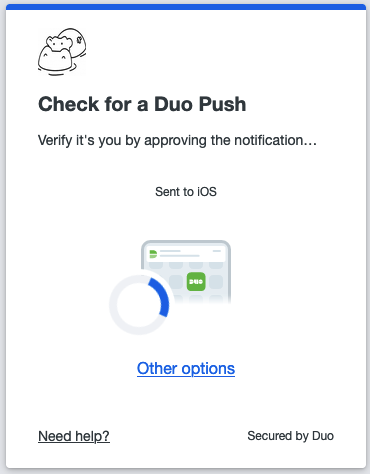 Check for a Duo Push
Verify it's you by approving the notification…
Sent to iOS
DUO
Other options
Need help?
Secured by Duo